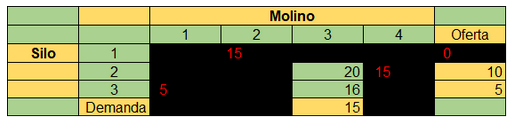 Molino
1 2 3 4 Oferta
Silo 1 15 0
2 20 15 10
3 5 16 5
Demanda 15